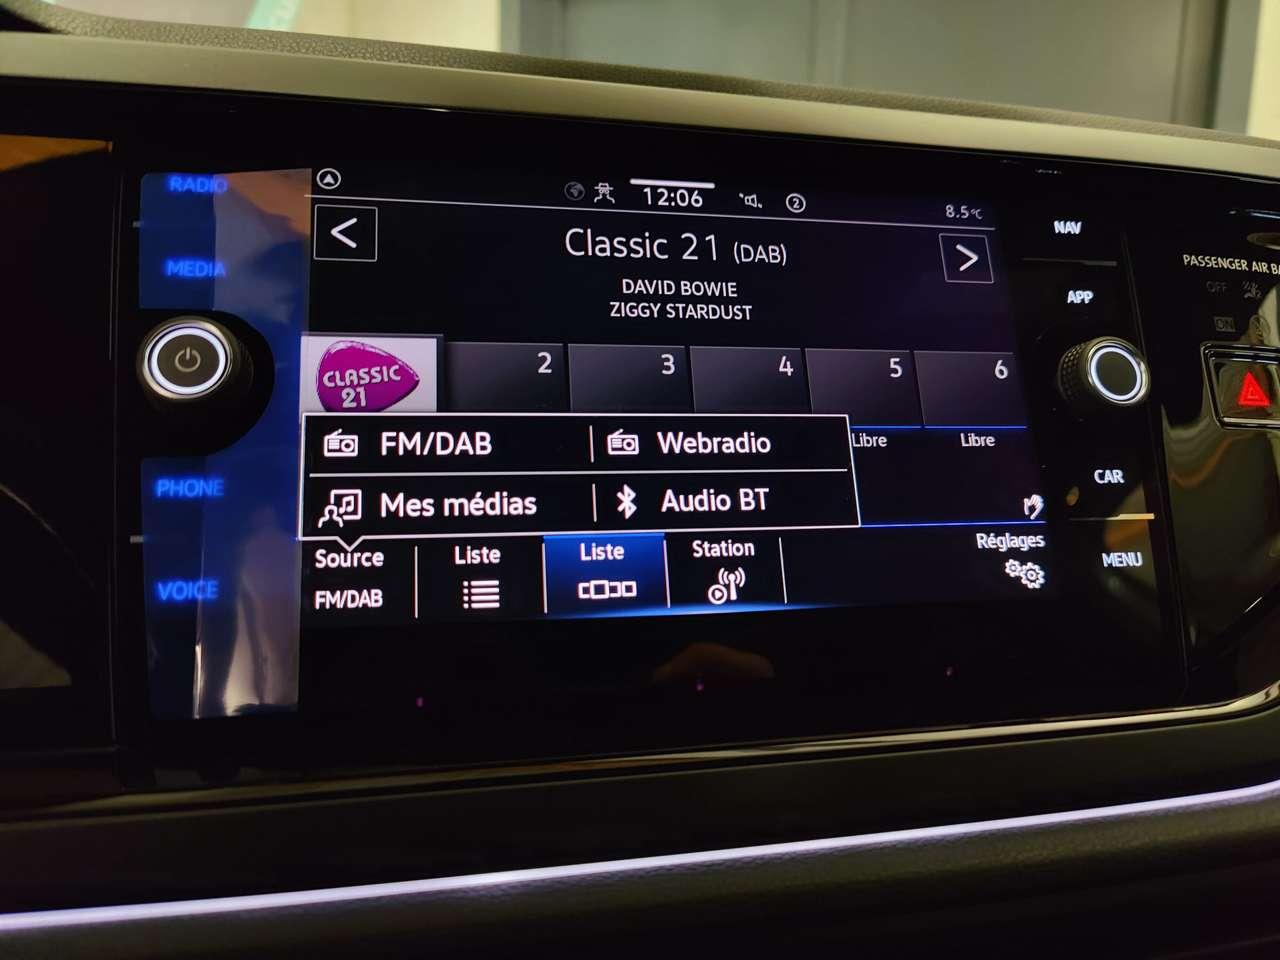 RADIO
MEDIA
PHONE
VOICE
12:06
2
8.5°C
<
Classic 21 (DAB)
>
DAVID BOWIE
ZIGGY STARDUST
CLASSIC
21
2
3
4
5
6
Libre
Libre
FM/DAB
Webradio
Mes médias
Audio BT
Source
FM/DAB
Liste
Liste
Station
Réglages
NAV
APP
CAR
MENU
PASSENGER AIR BA
OFF
ON